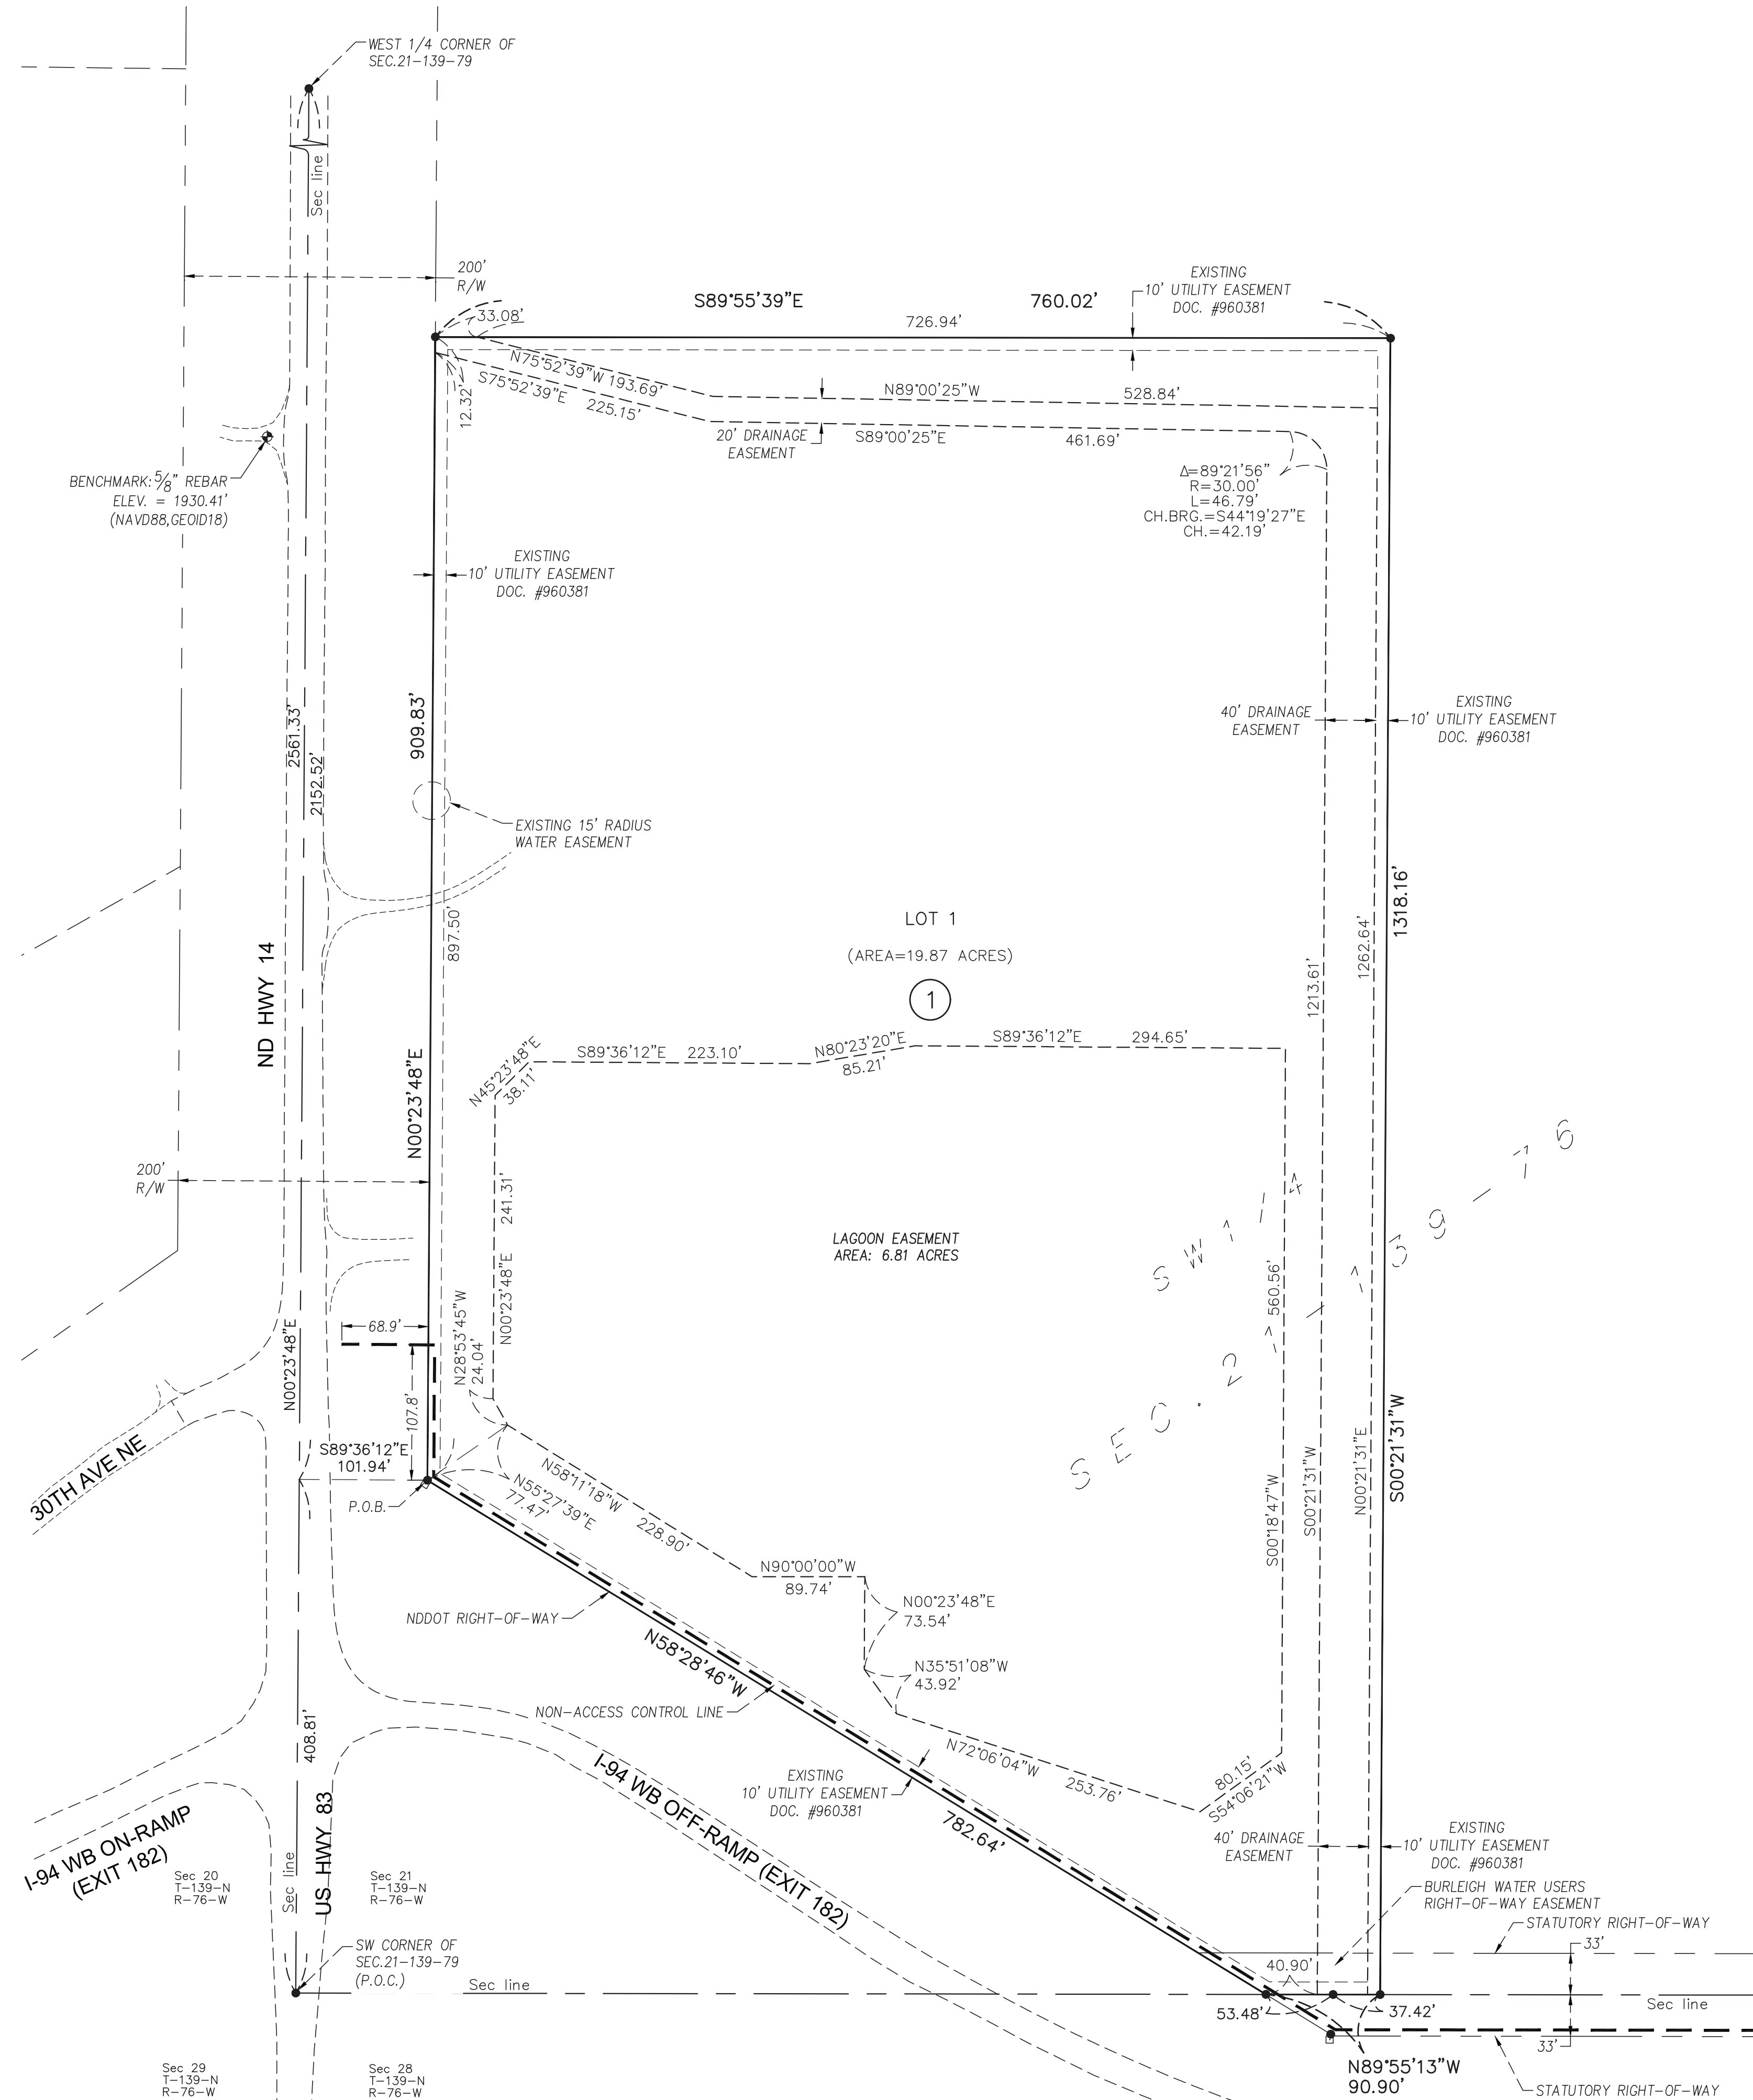 WEST 1/4 CORNER OF
SEC.21-139-79
Sec line
200'
R/W
S89°55'39"E
760.02'
EXISTING
10' UTILITY EASEMENT
DOC. #960381
33.08'
726.94'
N75°52'39"W 193.69'
S75°52'39"E 225.15'
12.32'
N89°00'25"W
528.84'
20' DRAINAGE
EASEMENT
S89°00'25"E
461.69'
Δ=89°21'56"
R=30.00'
L=46.79'
CH.BRG.=S44°19'27"E
CH.=42.19'
BENCHMARK: 5/8" REBAR
ELEV. = 1930.41'
(NAVD88,GEOID18)
EXISTING
10' UTILITY EASEMENT
DOC. #960381
909.83'
2561.33'
2152.52'
40' DRAINAGE
EASEMENT
EXISTING
10' UTILITY EASEMENT
DOC. #960381
EXISTING 15' RADIUS
WATER EASEMENT
897.50'
LOT 1
(AREA=19.87 ACRES)
1
1318.16'
1262.64'
1213.61'
ND HWY 14
N00°23'48"E
N45°23'48"E
38.11'
S89°36'12"E 223.10'
N80°23'20"E
85.21'
S89°36'12"E
294.65'
200'
R/W
N00°23'48"E 241.31'
LAGOON EASEMENT
AREA: 6.81 ACRES
SW 1/4
SEC. 21-139-76
560.56'
N28°53'45"W
24.04'
68.9'
107.8'
N00°23'48"E
S89°36'12"E
101.94'
P.O.B.
30TH AVE NE
N55°27'39"E
77.47'
N58°11'18"W
228.90'
N90°00'00"W
89.74'
N00°23'48"E
73.54'
N35°51'08"W
43.92'
S00°18'47"W
S00°21'31"W
N00°21'31"E
S00°21'31"W
NDDOT RIGHT-OF-WAY
N58°28'46"W
NON-ACCESS CONTROL LINE
408.81'
N72°06'04"W
253.76'
80.15'
S54°06'21"W
I-94 WB OFF-RAMP (EXIT 182)
EXISTING
10' UTILITY EASEMENT
DOC. #960381
782.64'
40' DRAINAGE
EASEMENT
EXISTING
10' UTILITY EASEMENT
DOC. #960381
I-94 WB ON-RAMP
(EXIT 182)
US HWY 83
Sec line
Sec 20
T-139-N
R-76-W
Sec 21
T-139-N
R-76-W
BURLEIGH WATER USERS
RIGHT-OF-WAY EASEMENT
STATUTORY RIGHT-OF-WAY
33'
SW CORNER OF
SEC.21-139-79
(P.O.C.)
Sec line
40.90'
53.48'
37.42'
Sec line
33'
N89°55'13"W
90.90'
Sec 29
T-139-N
R-76-W
Sec 28
T-139-N
R-76-W
STATUTORY RIGHT-OF-WAY